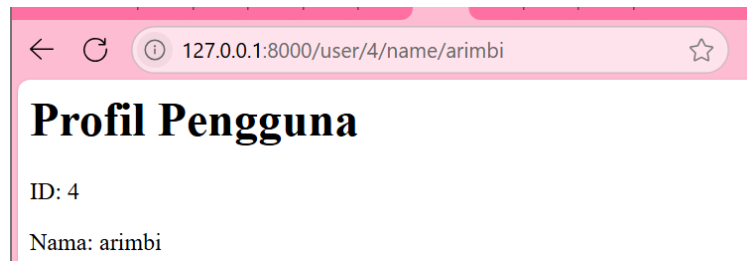 127.0.0.1:8000/user/4/name/arimbi
Profil Pengguna
ID: 4
Nama: arimbi